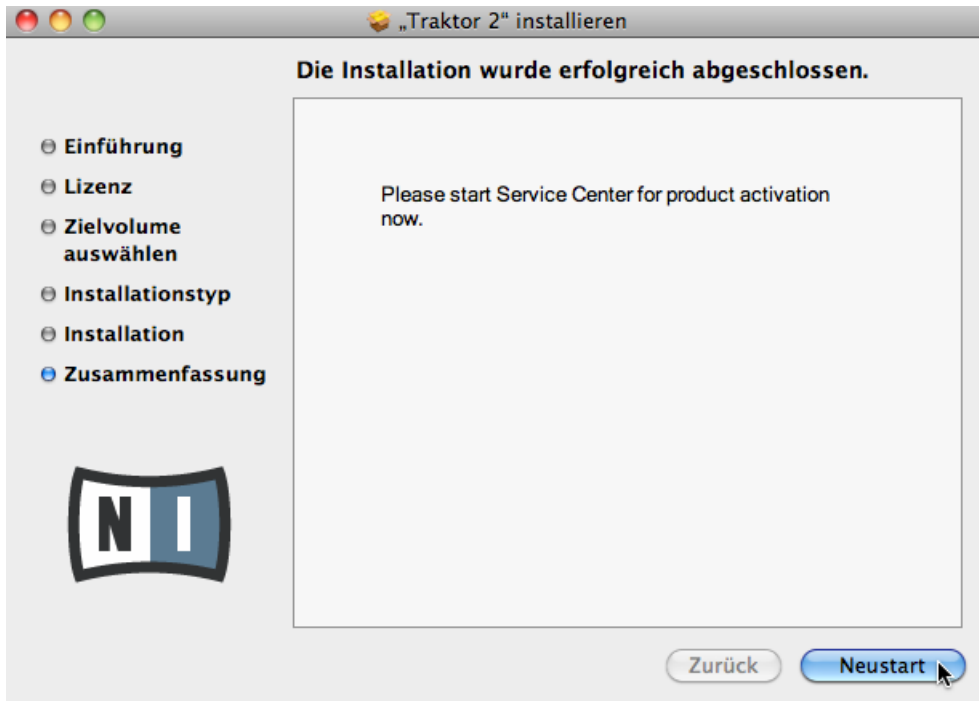 „Traktor 2“ installieren
Die Installation wurde erfolgreich abgeschlossen.
Einführung
Lizenz
Zielvolume
auswählen
Installationstyp
Installation
Zusammenfassung
Please start Service Center for product activation
now.
NI
Zurück
Neustart